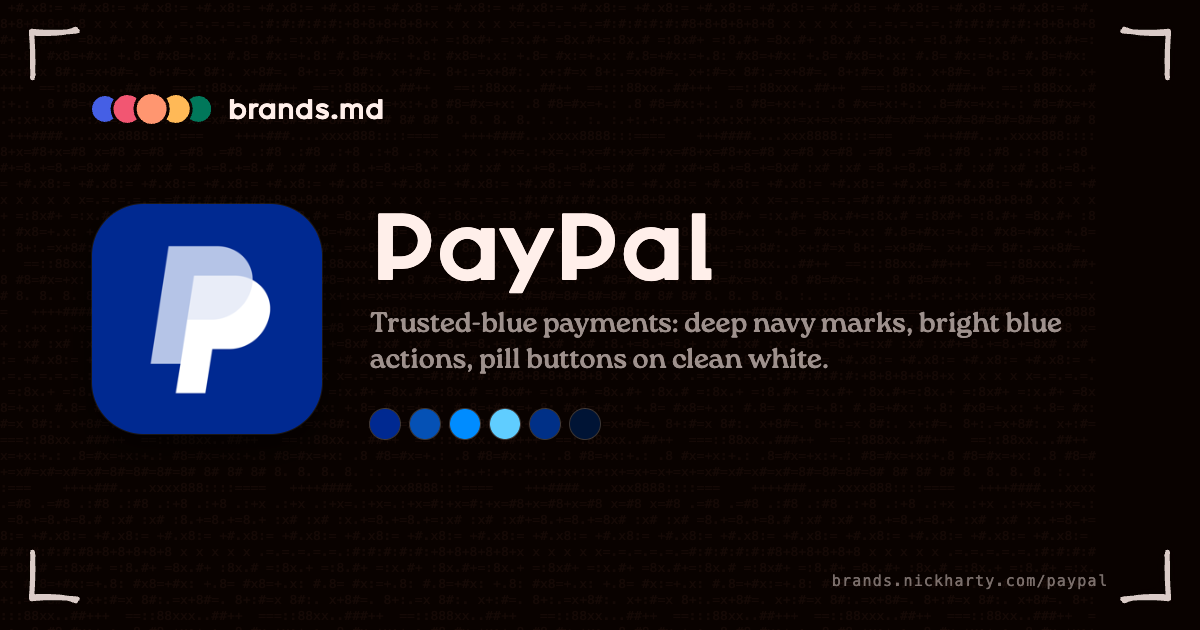 brands.md
PayPal
Trusted-blue payments: deep navy marks, bright blue
actions, pill buttons on clean white.
brands.nickharty.com/paypal